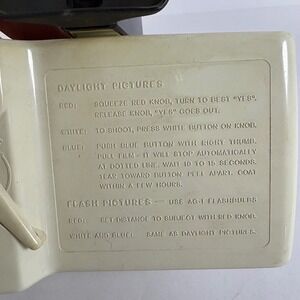 DAYLIGHT PICTURES
RED: SQUEEZE RED KNOB, TURN TO BEST "YES".
RELEASE KNOB, "YES" GOES OUT.
WHITE: TO SHOOT, PRESS WHITE BUTTON ON KNOB.
BLUE: PUSH BLUE BUTTON WITH RIGHT THUMB.
PULL FILM - IT WILL STOP AUTOMATICALLY
AT DOTTED LINE. WAIT 10 TO 15 SECONDS.
TEAR TOWARD BUTTON PEEL APART. COAT
WITHIN A FEW HOURS.
FLASH PICTURES — USE AG-1 FLASHBULBS
RED: SET DISTANCE TO SUBJECT WITH RED KNOB.
WHITE AND BLUE: SAME AS DAYLIGHT PICTURES.